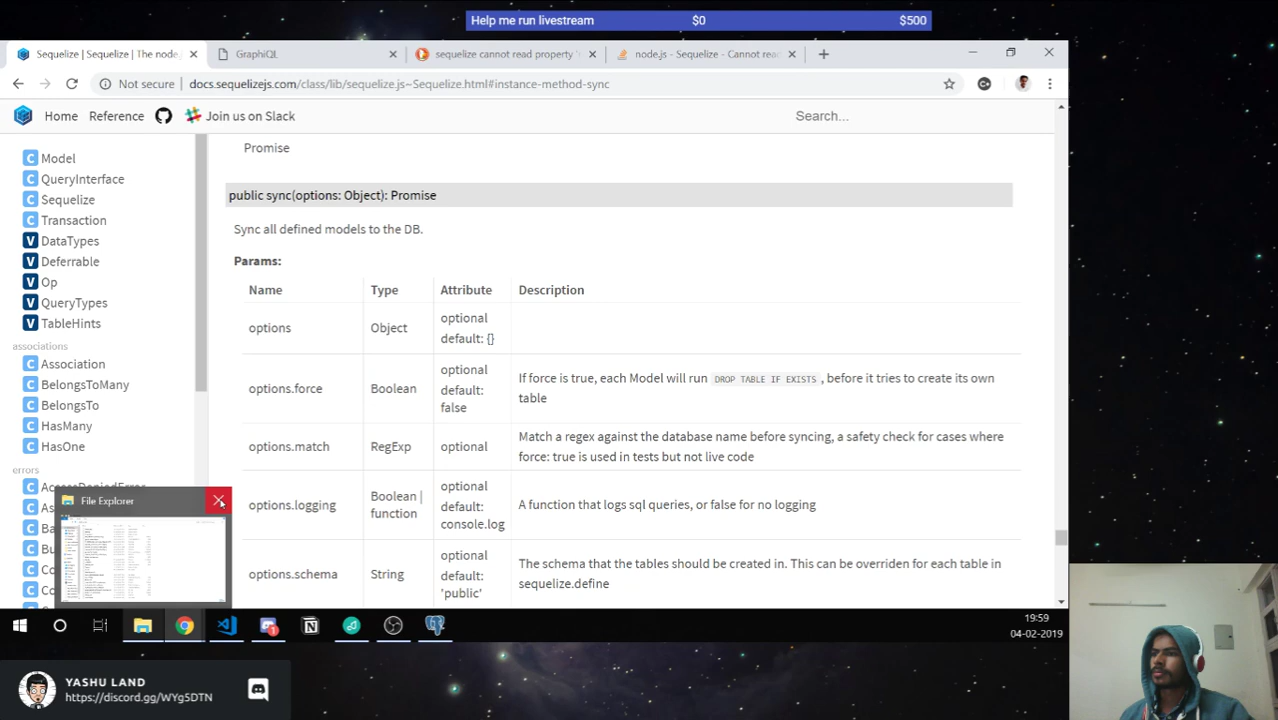 Help me run livestream $0 $500
Sequelize | Sequelize | The node
GraphiQL
sequelize cannot read property
node.js - Sequelize - Cannot rea
Not secure docs.sequelizejs.com/class/lib/sequelize.js~Sequelize.html#instance-method-sync
Home Reference Join us on Slack Search...
C Model
C QueryInterface
C Sequelize
C Transaction
V DataTypes
V Deferrable
V Op
V QueryTypes
V TableHints
associations
C Association
C BelongsToMany
C BelongsTo
C HasMany
C HasOne
errors
File Explorer
Promise
public sync(options: Object): Promise
Sync all defined models to the DB.
Params:
Name Type Attribute Description
options Object optional
default: {}
options.force Boolean optional
default:
false
If force is true, each Model will run DROP TABLE IF EXISTS , before it tries to create its own
table
options.match RegExp optional
Match a regex against the database name before syncing, a safety check for cases where
force: true is used in tests but not live code
options.logging Boolean |
function
optional
default:
console.log
A function that logs sql queries, or false for no logging
options.schema String optional
default:
'public'
The schema that the tables should be created in. This can be overriden for each table in
sequelize.define
19:59
04-02-2019
YASHU LAND
https://discord.gg/WYg5DTN